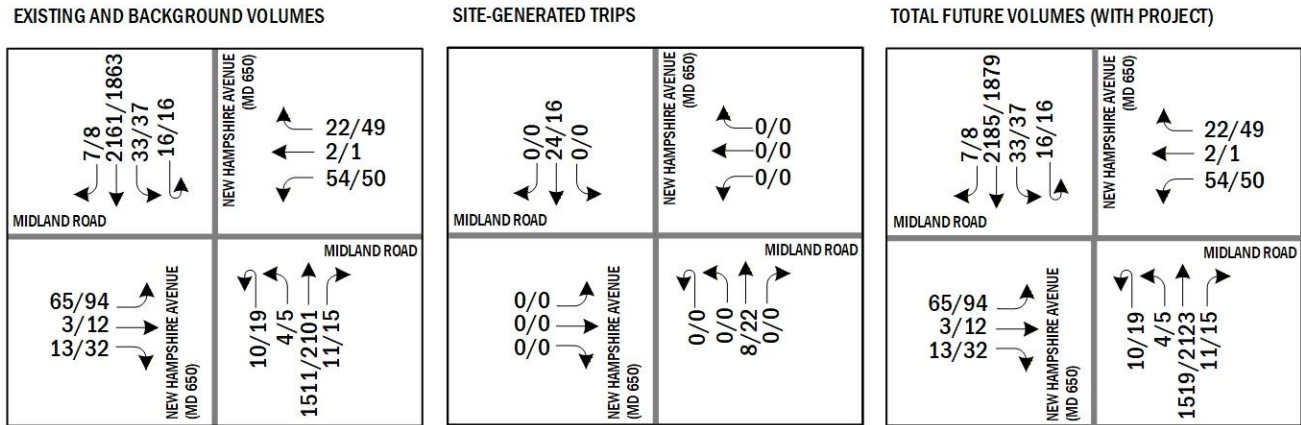 EXISTING AND BACKGROUND VOLUMES
7/8
2161/1863
33/37
16/16
NEW HAMPSHIRE AVENUE
(MD 650)
22/49
2/1
54/50
MIDLAND ROAD
MIDLAND ROAD
65/94
3/12
13/32
NEW HAMPSHIRE AVENUE
(MD 650)
10/19
4/5
1511/2101
11/15
SITE-GENERATED TRIPS
0/0
24/16
0/0
NEW HAMPSHIRE AVENUE
(MD 650)
0/0
0/0
0/0
MIDLAND ROAD
MIDLAND ROAD
0/0
0/0
0/0
NEW HAMPSHIRE AVENUE
(MD 650)
0/0
0/0
8/22
0/0
TOTAL FUTURE VOLUMES (WITH PROJECT)
7/8
2185/1879
33/37
16/16
NEW HAMPSHIRE AVENUE
(MD 650)
22/49
2/1
54/50
MIDLAND ROAD
MIDLAND ROAD
65/94
3/12
13/32
NEW HAMPSHIRE AVENUE
(MD 650)
10/19
4/5
1519/2123
11/15